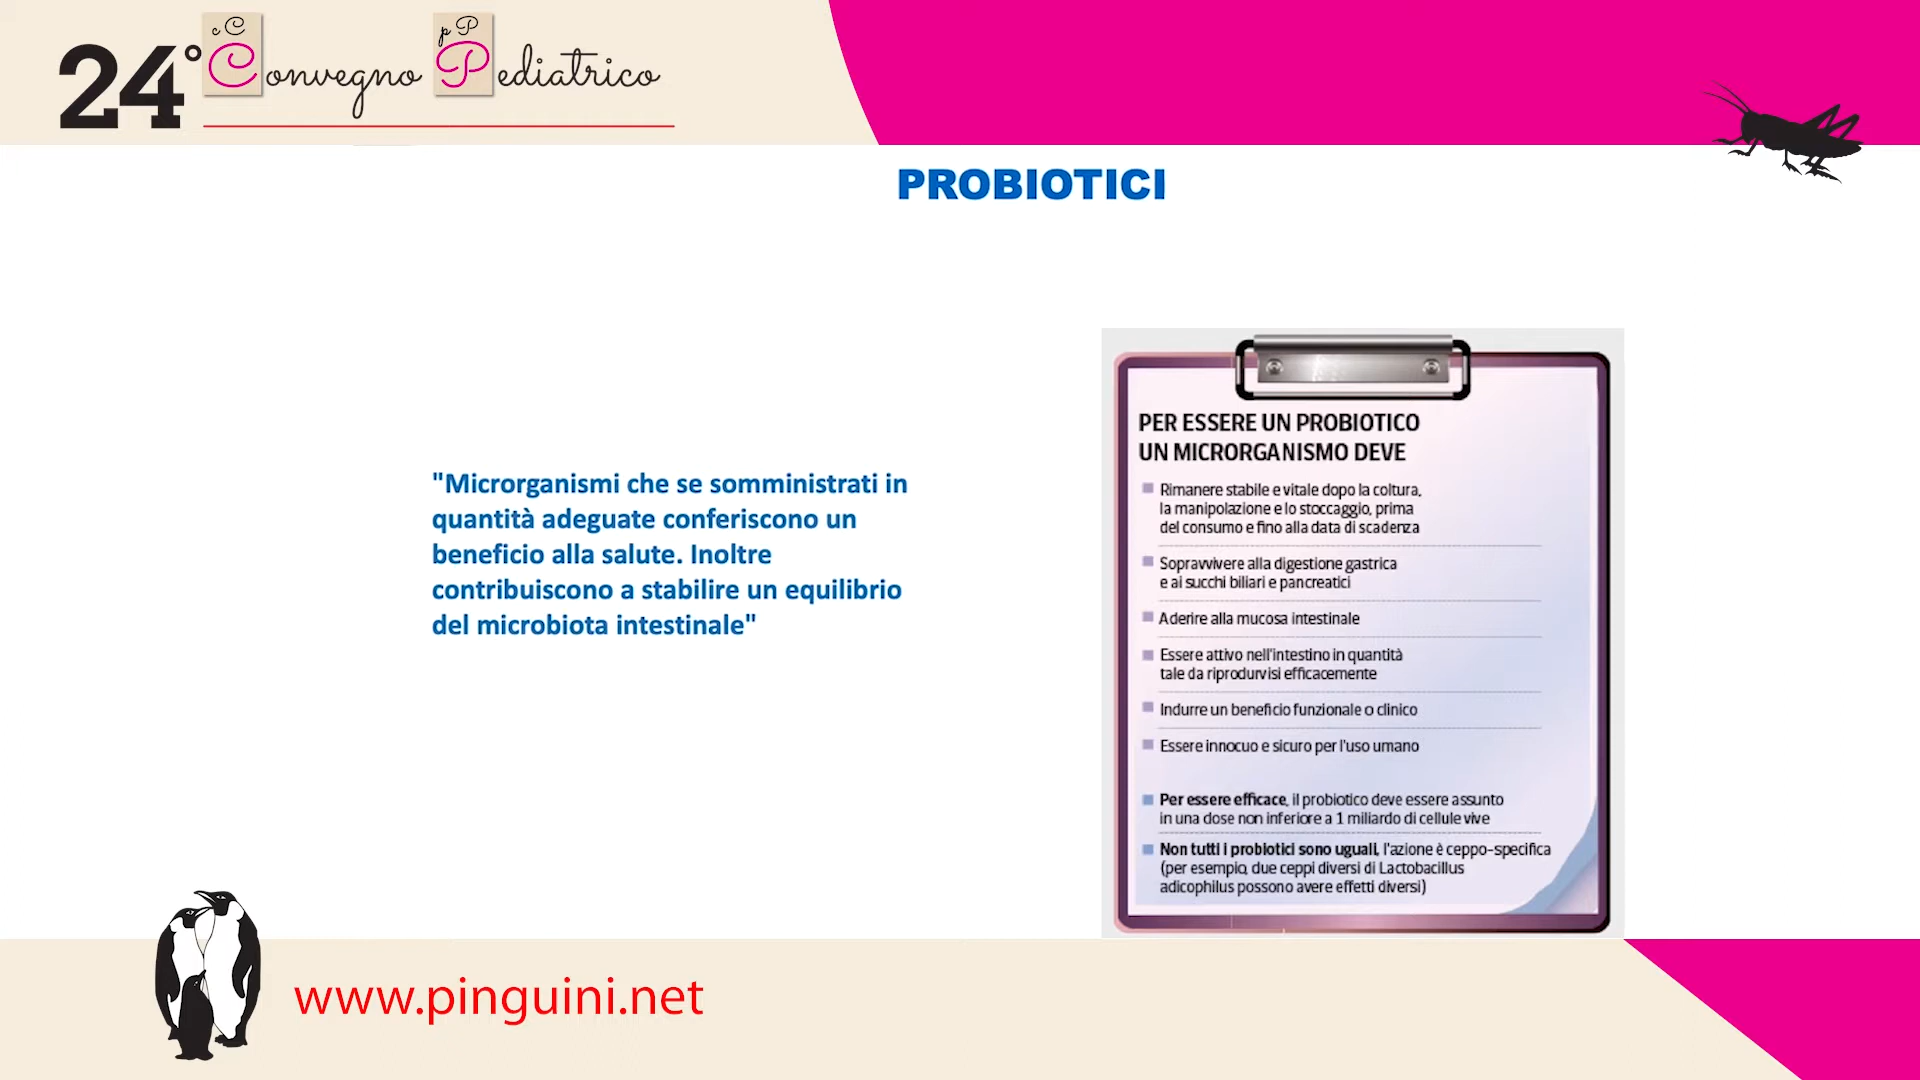 24° Convegno Pediatrico
c C
p P
PROBIOTICI
"Microrganismi che se somministrati in
quantità adeguate conferiscono un
beneficio alla salute. Inoltre
contribuiscono a stabilire un equilibrio
del microbiota intestinale"
PER ESSERE UN PROBIOTICO
UN MICRORGANISMO DEVE
Rimanere stabile e vitale dopo la coltura,
la manipolazione e lo stoccaggio, prima
del consumo e fino alla data di scadenza
Sopravvivere alla digestione gastrica
e ai succhi biliari e pancreatici
Aderire alla mucosa intestinale
Essere attivo nell'intestino in quantità
tale da riprodurvisi efficacemente
Indurre un beneficio funzionale o clinico
Essere innocuo e sicuro per l'uso umano
Per essere efficace, il probiotico deve essere assunto
in una dose non inferiore a 1 miliardo di cellule vive
Non tutti i probiotici sono uguali, l'azione è ceppo-specifica
(per esempio, due ceppi diversi di Lactobacillus
adicophilus possono avere effetti diversi)
www.pinguini.net